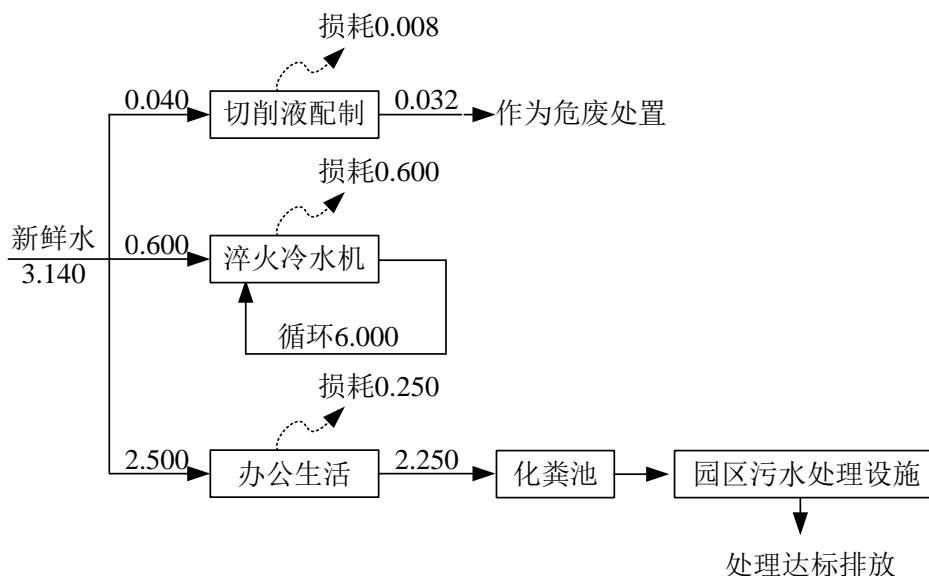 损耗0.008
0.040
切削液配制
0.032
作为危废处置
损耗0.600
新鲜水
3.140
0.600
淬火冷水机
循环6.000
损耗0.250
2.500
办公生活
2.250
化粪池
园区污水处理设施
处理达标排放